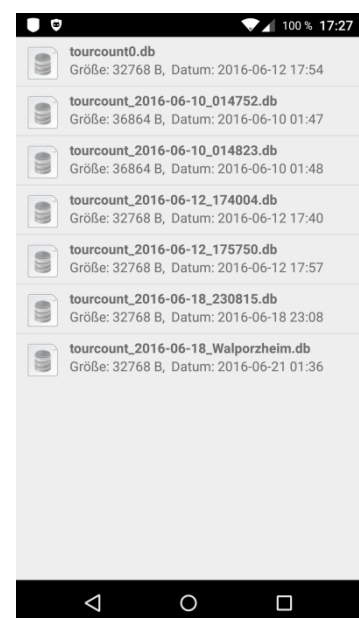 100 % 17:27
tourcount0.db
Größe: 32768 B, Datum: 2016-06-12 17:54
tourcount_2016-06-10_014752.db
Größe: 36864 B, Datum: 2016-06-10 01:47
tourcount_2016-06-10_014823.db
Größe: 36864 B, Datum: 2016-06-10 01:48
tourcount_2016-06-12_174004.db
Größe: 32768 B, Datum: 2016-06-12 17:40
tourcount_2016-06-12_175750.db
Größe: 32768 B, Datum: 2016-06-12 17:57
tourcount_2016-06-18_230815.db
Größe: 32768 B, Datum: 2016-06-18 23:08
tourcount_2016-06-18_Walporzheim.db
Größe: 32768 B, Datum: 2016-06-21 01:36